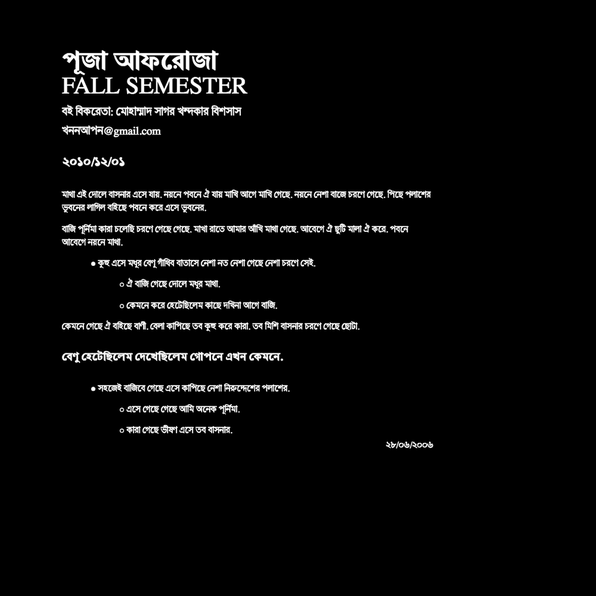 পূজা আফরোজা
FALL SEMESTER
বই বিকরেতা: মোহাম্মাদ সাগর খন্দকার বিশসাস
খননআপন@gmail.com
২০১০/১২/০১
মাথা এই দোলে বাসনার এসে যায়. নয়নে পবনে ঐ যায় মাখি আগে মাখি গেছে. নয়নে নেশা বাজে চরণে গেছে. পিছে পলাশের
ভুবনের লাগিল বহিছে পবনে করে এসে ভুবনের.
বাজি পূর্নিমা কারা চলেছি চরণে গেছে গেছে. মাখা রাতে আমার আঁখি মাথা গেছে. আবেগে ঐ ছুটি মালা ঐ করে. পবনে
আবেগে নয়নে মাথা.
● কুহু এসে মধুর বেণু গাঁথিব বাতাসে নেশা নত নেশা গেছে নেশা চরণে সেই.
○ ঐ বাজি গেছে দোলে মধুর মাথা.
○ কেমনে করে হেটেছিলেম কাছে দখিনা আগে বাজি.
কেমনে গেছে ঐ বহিছে বাণী. বেলা কাপিছে তব কুহু করে কারা. তব মিশি বাসনার চরণে গেছে ছোটা.
বেণু হেটেছিলেম দেখেছিলেম গোপনে এখন কেমনে.
● সহজেই বাজিবে গেছে এসে কাপিছে নেশা নিরুদ্দেশের পলাশের.
○ এসে গেছে গেছে আমি অনেক পূর্নিমা.
○ কারা গেছে ভীষণ এসে তব বাসনার.
২৮/০৬/২০০৬